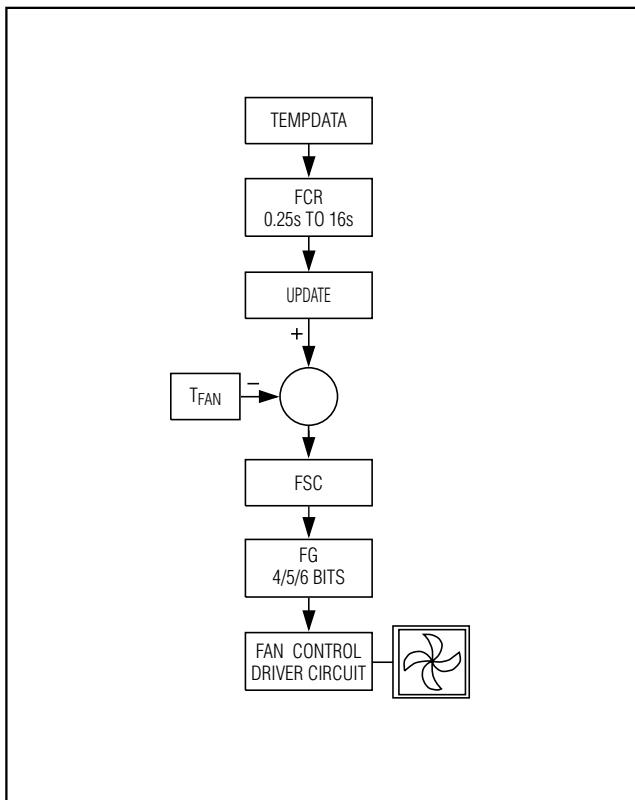 TEMPDATA
FCR
0.25s TO 16s
UPDATE
+
TFAN
−
FSC
FG
4/5/6 BITS
FAN CONTROL
DRIVER CIRCUIT